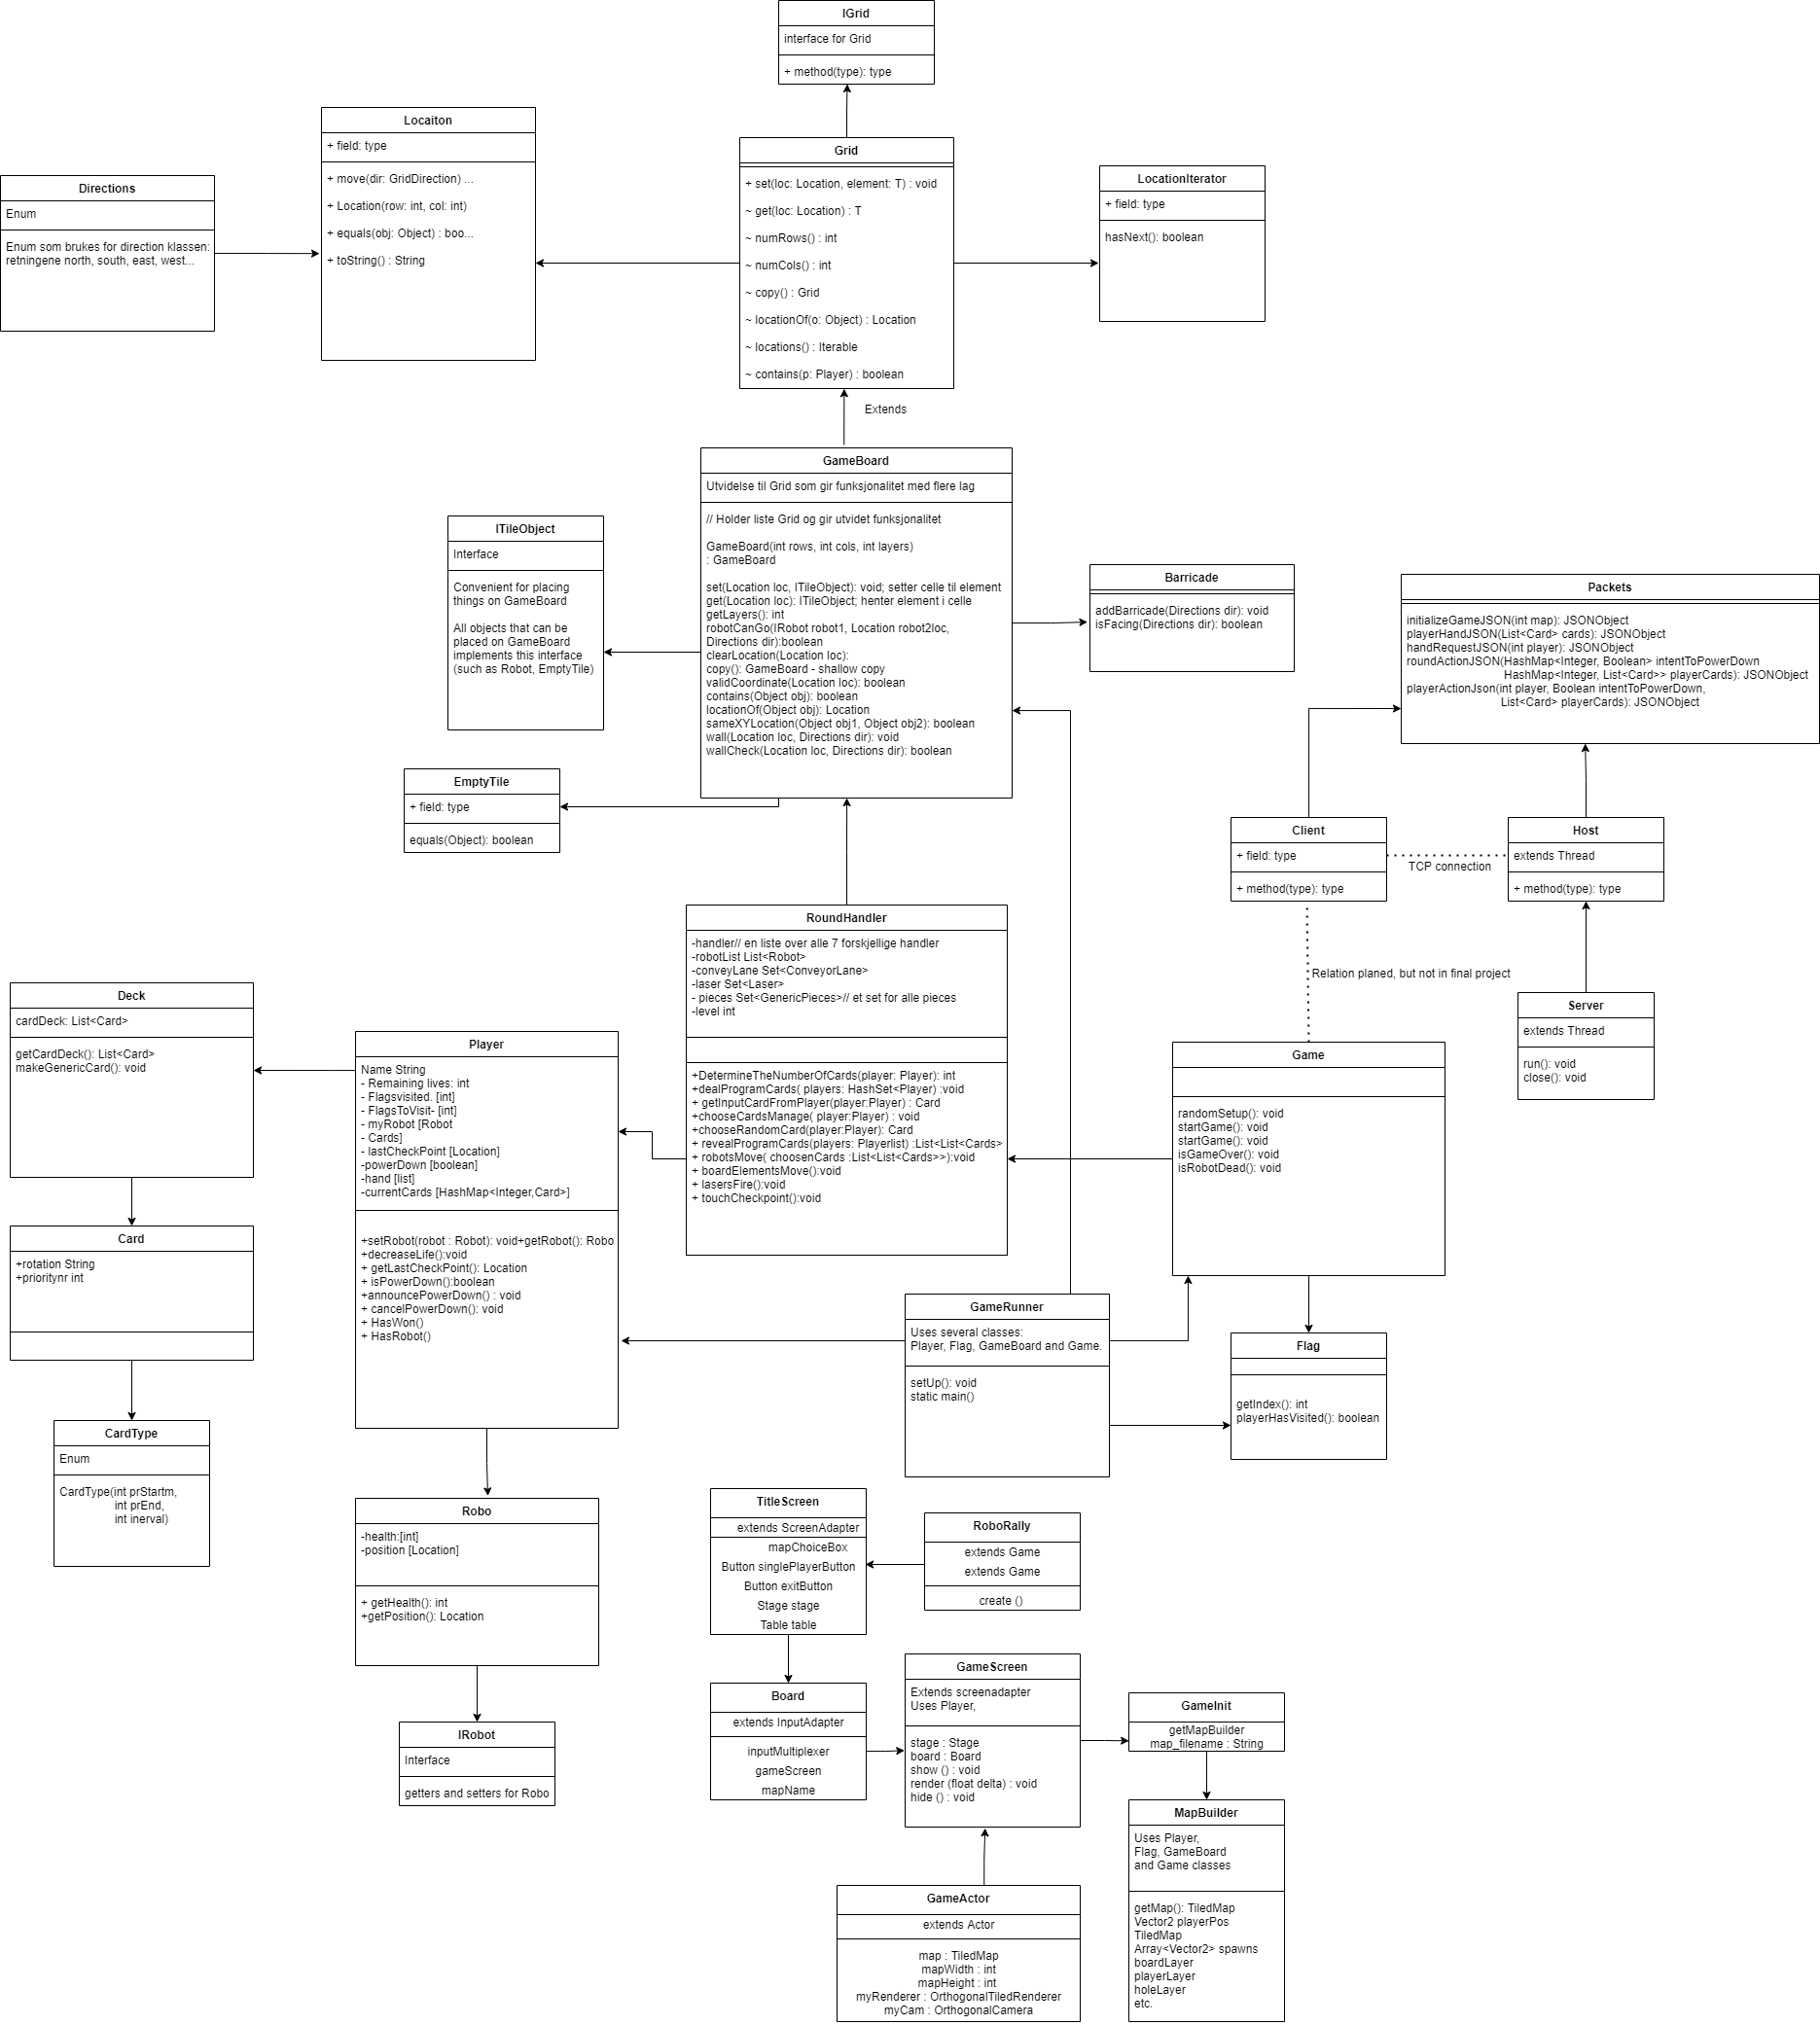 IGrid
interface for Grid
+ method(type): type
Locaiton
+ field: type
+ move(dir: GridDirection) ...
+ Location(row: int, col: int)
+ equals(obj: Object) : boo...
+ toString() : String
Grid
+ set(loc: Location, element: T) : void
~ get(loc: Location) : T
~ numRows() : int
~ numCols() : int
~ copy() : Grid
~ locationOf(o: Object) : Location
~ locations() : Iterable
~ contains(p: Player) : boolean
LocationIterator
+ field: type
hasNext(): boolean
Directions
Enum
Enum som brukes for direction klassen:
retningene north, south, east, west...
Extends
GameBoard
Utvidelse til Grid som gir funksjonalitet med flere lag
// Holder liste Grid og gir utvidet funksjonalitet
GameBoard(int rows, int cols, int layers)
: GameBoard
set(Location loc, ITileObject): void; setter celle til element
get(Location loc): ITileObject; henter element i celle
getLayers(): int
robotCanGo(IRobot robot1, Location robot2loc,
Directions dir):boolean
clearLocation(Location loc):
copy(): GameBoard - shallow copy
validCoordinate(Location loc): boolean
contains(Object obj): boolean
locationOf(Object obj): Location
sameXYLocation(Object obj1, Object obj2): boolean
wall(Location loc, Directions dir): void
wallCheck(Location loc, Directions dir): boolean
ITileObject
Interface
Convenient for placing
things on GameBoard
All objects that can be
placed on GameBoard
implements this interface
(such as Robot, EmptyTile)
Barricade
addBarricade(Directions dir): void
isFacing(Directions dir): boolean
Packets
initializeGameJSON(int map): JSONObject
playerHandJSON(List<Card> cards): JSONObject
handRequestJSON(int player): JSONObject
roundActionJSON(HashMap<Integer, Boolean> intentToPowerDown
HashMap<Integer, List<Card>> playerCards): JSONObject
playerActionJson(int player, Boolean intentToPowerDown,
List<Card> playerCards): JSONObject
EmptyTile
+ field: type
equals(Object): boolean
Client
+ field: type
+ method(type): type
TCP connection
Host
extends Thread
+ method(type): type
RoundHandler
-handler// en liste over alle 7 forskjellige handler
-robotList List<Robot>
-conveyLane Set<ConveyorLane>
-laser Set<Laser>
- pieces Set<GenericPieces>// et set for alle pieces
-level int
+DetermineTheNumberOfCards(player: Player): int
+dealProgramCards( players: HashSet<Player) :void
+ getInputCardFromPlayer(player:Player) : Card
+chooseCardsManage( player:Player) : void
+chooseRandomCard(player:Player): Card
+ revealProgramCards(players: Playerlist) :List<List<Cards>
+ robotsMove( choosenCards :List<List<Cards>>):void
+ boardElementsMove():void
+ lasersFire():void
+ touchCheckpoint():void
Relation planed, but not in final project
Server
extends Thread
run(): void
close(): void
Deck
cardDeck: List<Card>
getCardDeck(): List<Card>
makeGenericCard(): void
Player
Name String
- Remaining lives: int
- Flagsvisited. [int]
- FlagsToVisit- [int]
- myRobot [Robot
- Cards]
- lastCheckPoint [Location]
-powerDown [boolean]
-hand [list]
-currentCards [HashMap<Integer,Card>]
+setRobot(robot : Robot): void+getRobot(): Robo
+decreaseLife():void
+ getLastCheckPoint(): Location
+ isPowerDown():boolean
+announcePowerDown() : void
+ cancelPowerDown(): void
+ HasWon()
+ HasRobot()
Game
randomSetup(): void
startGame(): void
startGame(): void
isGameOver(): void
isRobotDead(): void
Card
+rotation String
+prioritynr int
GameRunner
Uses several classes:
Player, Flag, GameBoard and Game.
setUp(): void
static main()
Flag
getIndex(): int
playerHasVisited(): boolean
CardType
Enum
CardType(int prStartm,
int prEnd,
int inerval)
Robo
-health:[int]
-position [Location]
+ getHealth(): int
+getPosition(): Location
TitleScreen
extends ScreenAdapter
mapChoiceBox
Button singlePlayerButton
Button exitButton
Stage stage
Table table
RoboRally
extends Game
extends Game
create ()
IRobot
Interface
getters and setters for Robo
Board
extends InputAdapter
inputMultiplexer
gameScreen
mapName
GameScreen
Extends screenadapter
Uses Player,
stage : Stage
board : Board
show () : void
render (float delta) : void
hide () : void
GameInit
getMapBuilder
map_filename : String
MapBuilder
Uses Player,
Flag, GameBoard
and Game classes
getMap(): TiledMap
Vector2 playerPos
TiledMap
Array<Vector2> spawns
boardLayer
playerLayer
holeLayer
etc.
GameActor
extends Actor
map : TiledMap
mapWidth : int
mapHeight : int
myRenderer : OrthogonalTiledRenderer
myCam : OrthogonalCamera